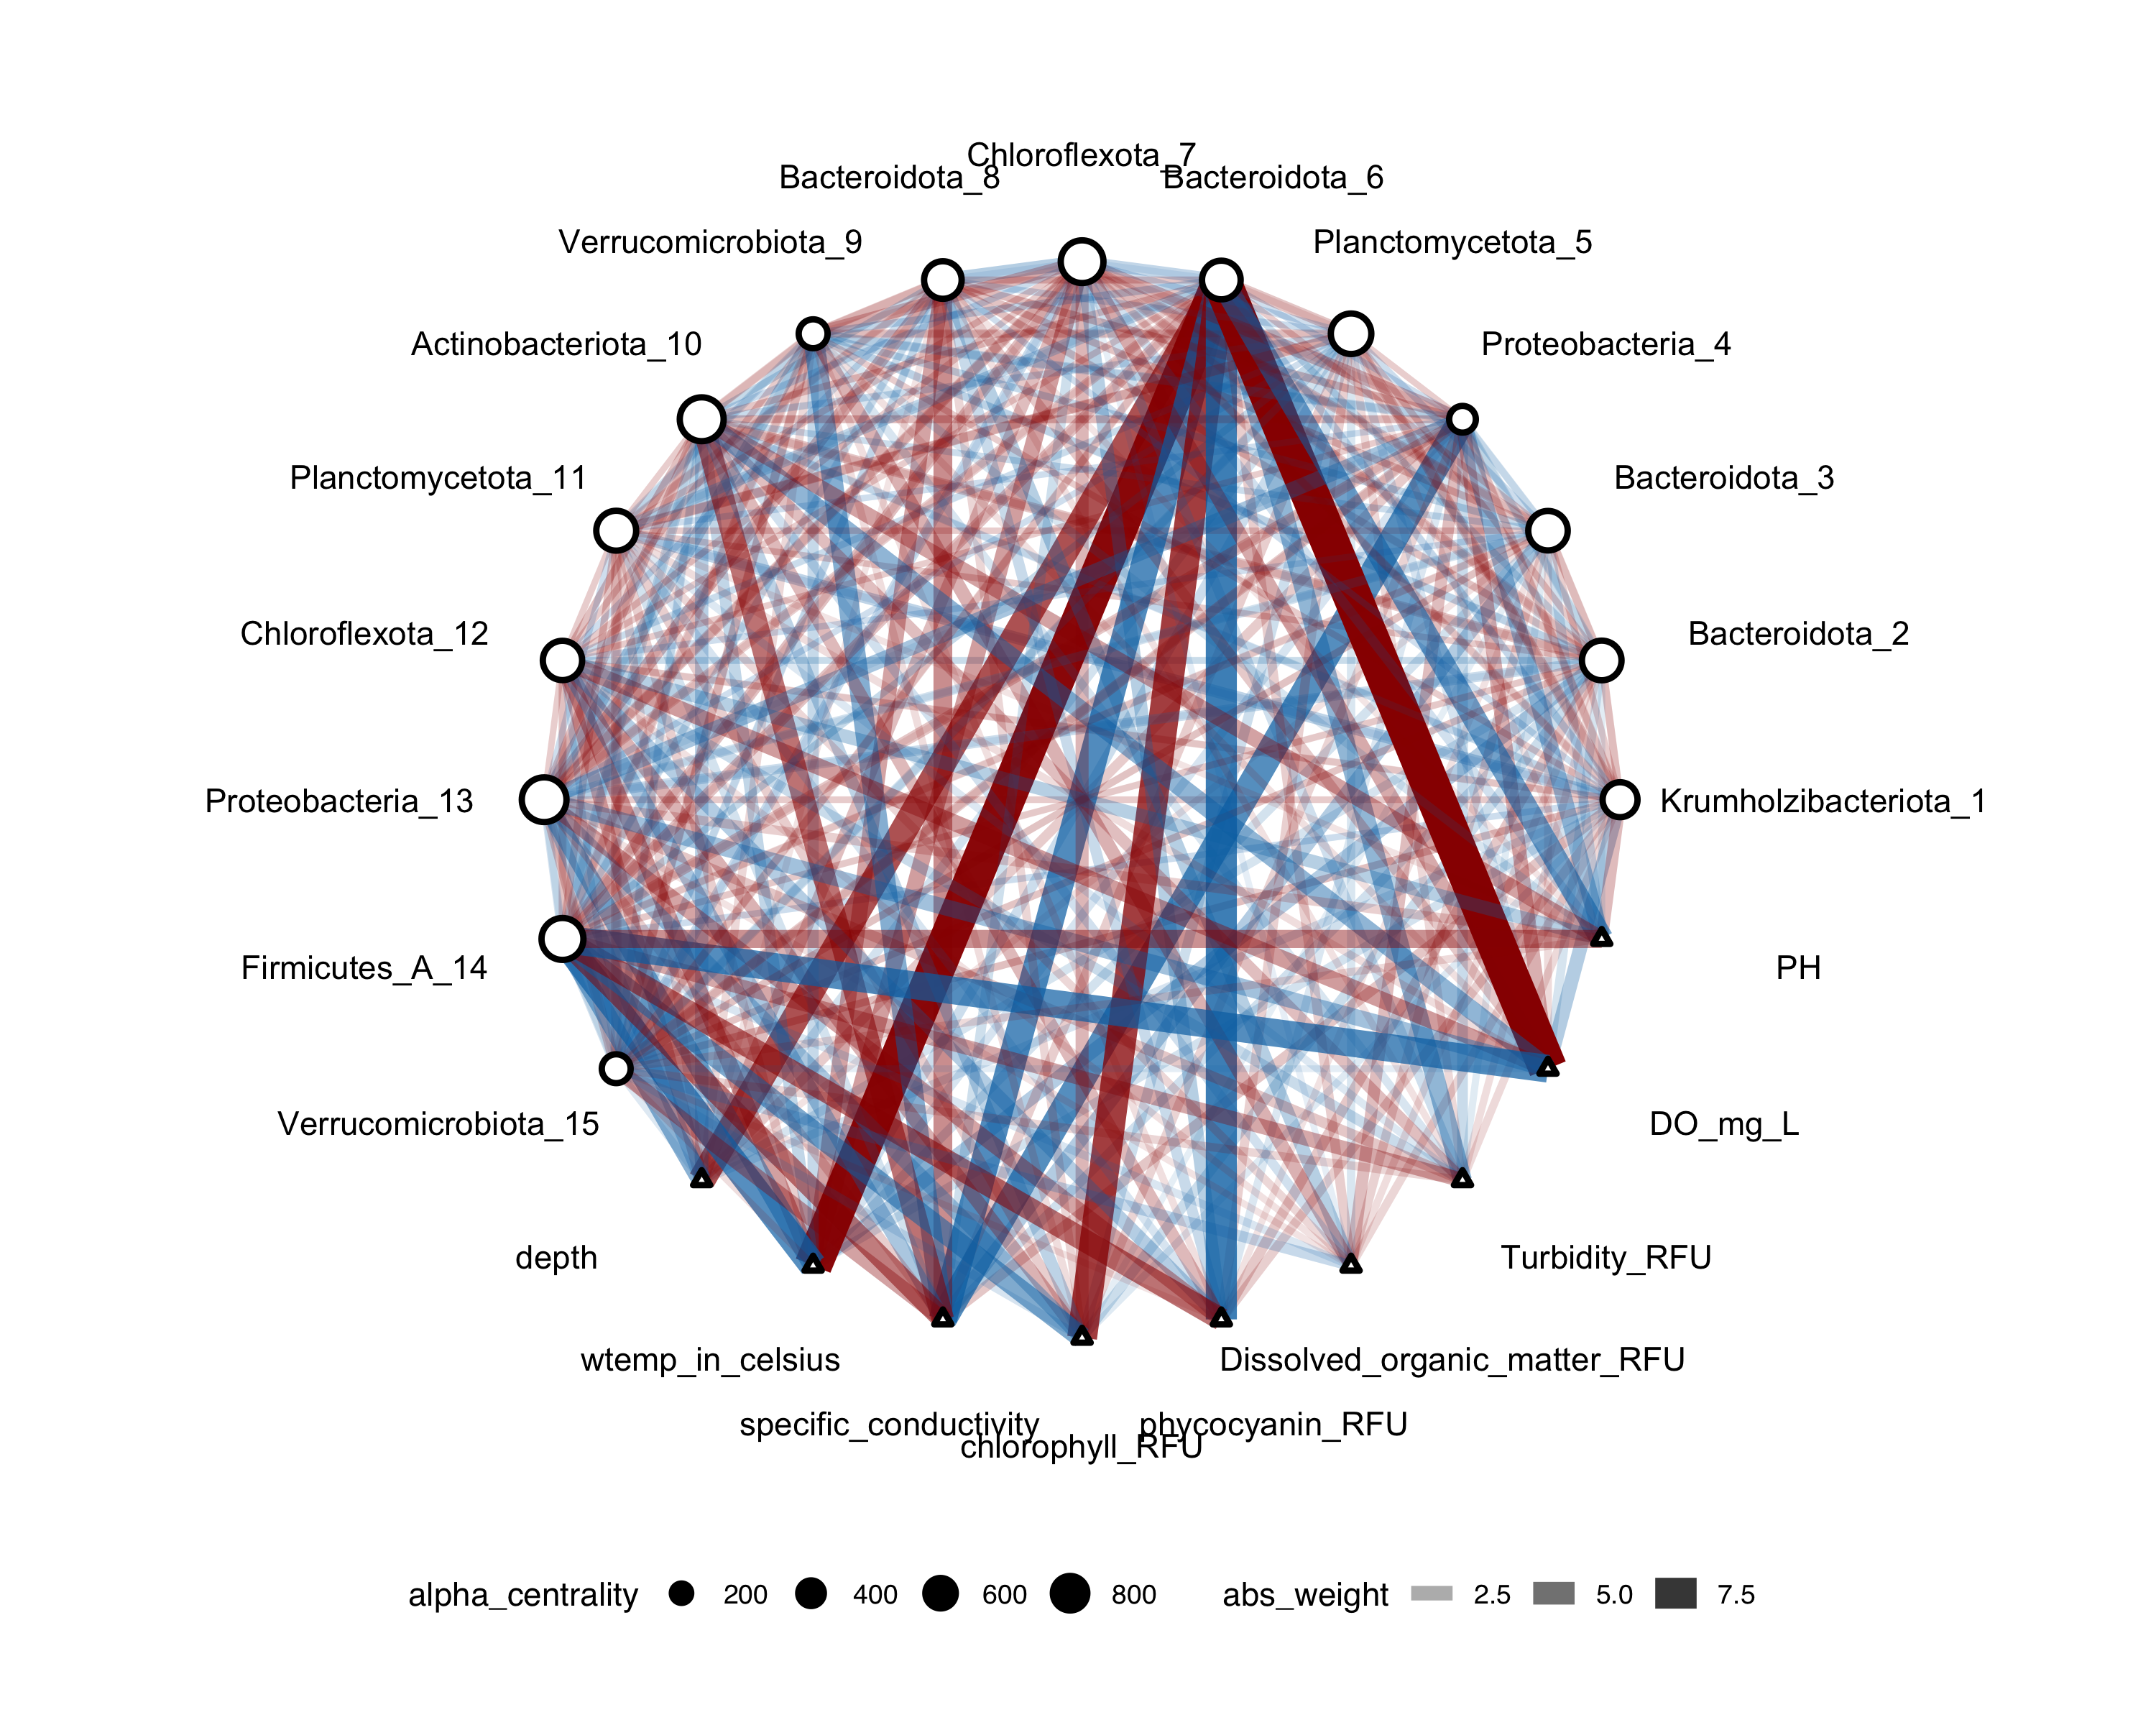 Chloroflexota_7
Bacteroidota_8
Bacteroidota_6
Verrucomicrobiota_9
Planctomycetota_5
Actinobacteriota_10
Proteobacteria_4
Planctomycetota_11
Bacteroidota_3
Chloroflexota_12
Bacteroidota_2
Proteobacteria_13
Krumholzibacteriota_1
Firmicutes_A_14
PH
Verrucomicrobiota_15
DO_mg_L
depth
Turbidity_RFU
wtemp_in_celsius
Dissolved_organic_matter_RFU
specific_conductivity
phycocyanin_RFU
chlorophyll_RFU
alpha_centrality 200 400 600 800 abs_weight 2.5 5.0 7.5